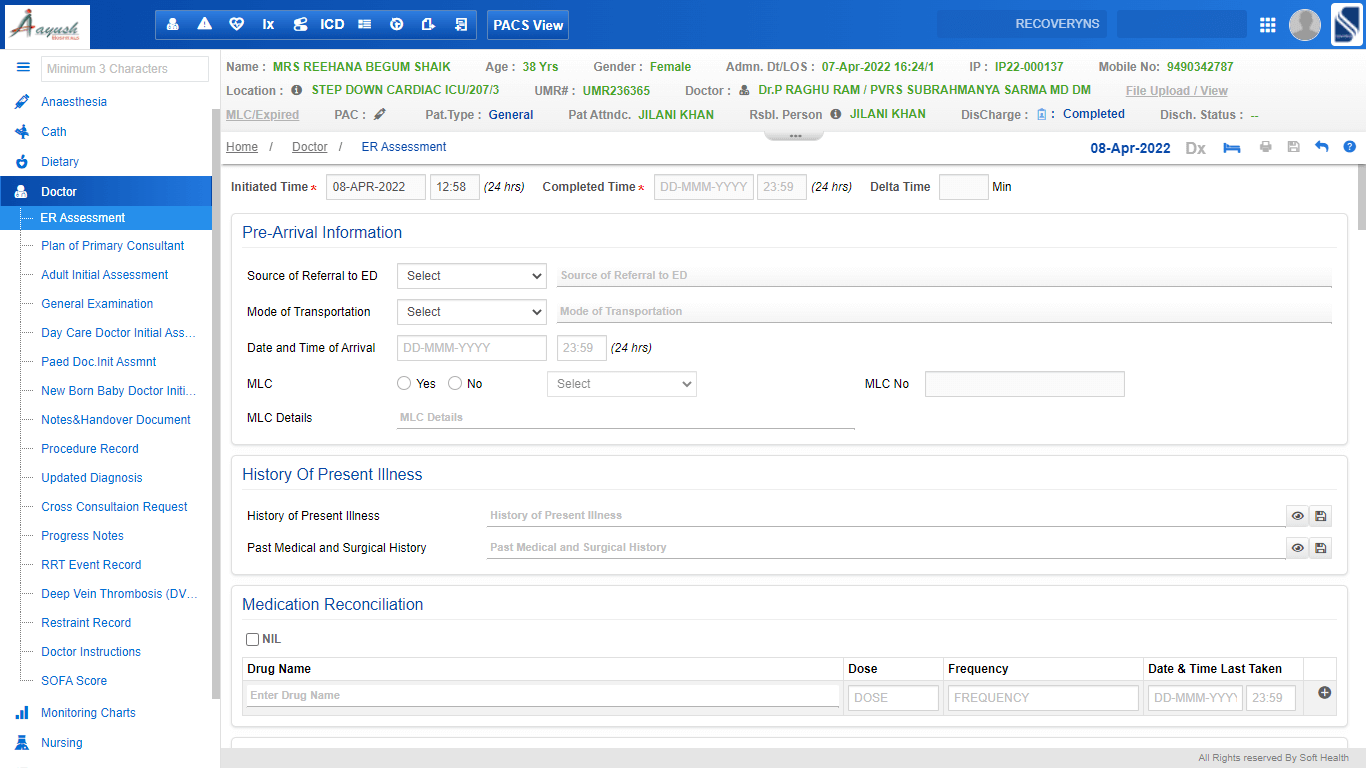 Aayush
Ix
ICD
PACS View
RECOVERYNS
Minimum 3 Characters
Name : MRS REEHANA BEGUM SHAIK Age : 38 Yrs Gender : Female Admn. Dt/LOS : 07-Apr-2022 16:24/1 IP : IP22-000137 Mobile No: 9490342787
Location : STEP DOWN CARDIAC ICU/207/3 UMR# : UMR236365 Doctor : Dr.P RAGHU RAM / PVRS SUBRAHMANYA SARMA MD DM File Upload / View
MLC/Expired PAC : Pat.Type : General Pat Attndc. JILANI KHAN Rsbl. Person JILANI KHAN DisCharge : : Completed Disch. Status : --
Home / Doctor / ER Assessment 08-Apr-2022 Dx
Anaesthesia
Cath
Dietary
Doctor
ER Assessment
Plan of Primary Consultant
Adult Initial Assessment
General Examination
Day Care Doctor Initial Ass...
Paed Doc.Init Assmnt
New Born Baby Doctor Initi...
Notes&Handover Document
Procedure Record
Updated Diagnosis
Cross Consultaion Request
Progress Notes
RRT Event Record
Deep Vein Thrombosis (DV...
Restraint Record
Doctor Instructions
SOFA Score
Monitoring Charts
Nursing
Initiated Time * 08-APR-2022 12:58 (24 hrs) Completed Time * DD-MMM-YYYY 23:59 (24 hrs) Delta Time Min
Pre-Arrival Information
Source of Referral to ED Select Source of Referral to ED
Mode of Transportation Select Mode of Transportation
Date and Time of Arrival DD-MMM-YYYY 23:59 (24 hrs)
MLC Yes No Select MLC No
MLC Details MLC Details
History Of Present Illness
History of Present Illness History of Present Illness
Past Medical and Surgical History Past Medical and Surgical History
Medication Reconciliation
NIL
Drug Name Dose Frequency Date & Time Last Taken
Enter Drug Name DOSE FREQUENCY DD-MMM-YYY 23:59
All Rights reserved By Soft Health